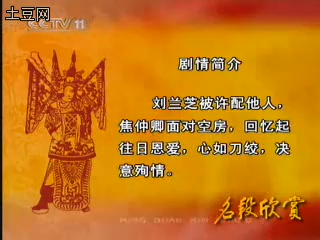 土豆网
CCTV 11
剧情简介
刘兰芝被许配他人，
焦仲卿面对空房，回忆起
往日恩爱，心如刀绞，决
意殉情。
名段欣赏